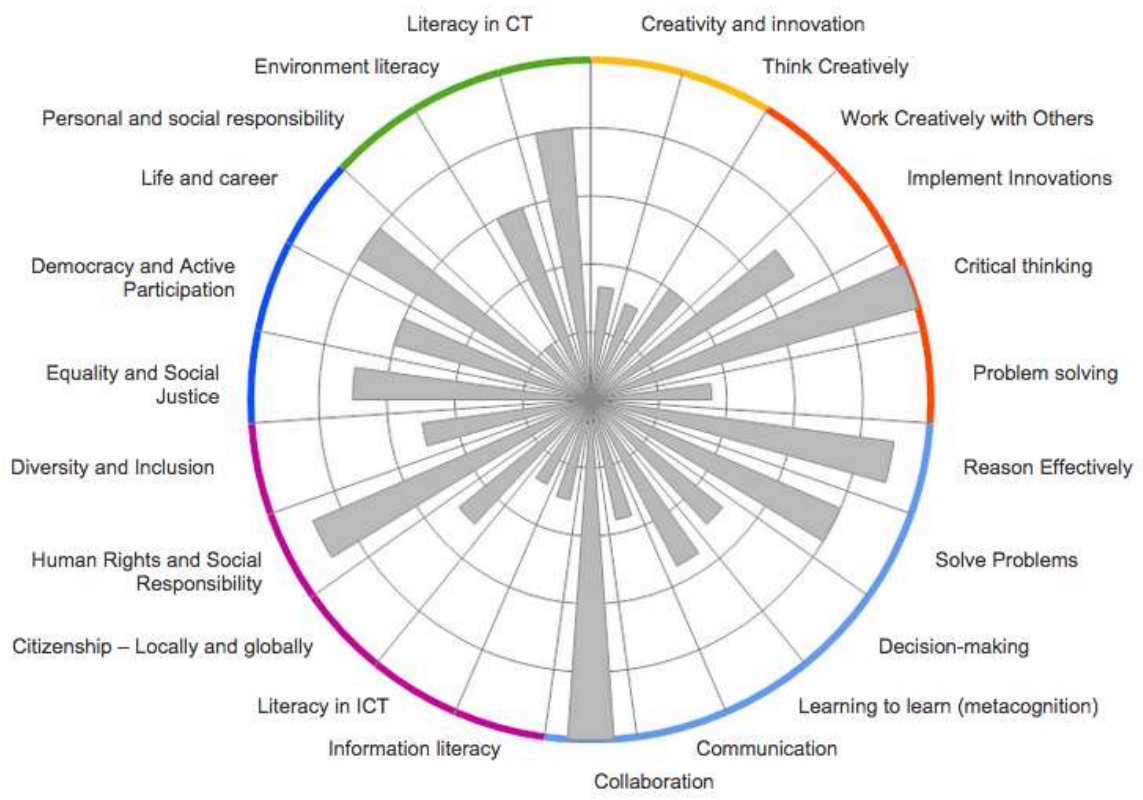 Literacy in CT
Creativity and innovation
Environment literacy
Think Creatively
Personal and social responsibility
Work Creatively with Others
Life and career
Implement Innovations
Democracy and Active
Participation
Critical thinking
Equality and Social
Justice
Problem solving
Diversity and Inclusion
Reason Effectively
Human Rights and Social
Responsibility
Solve Problems
Citizenship – Locally and globally
Decision-making
Literacy in ICT
Learning to learn (metacognition)
Information literacy
Communication
Collaboration